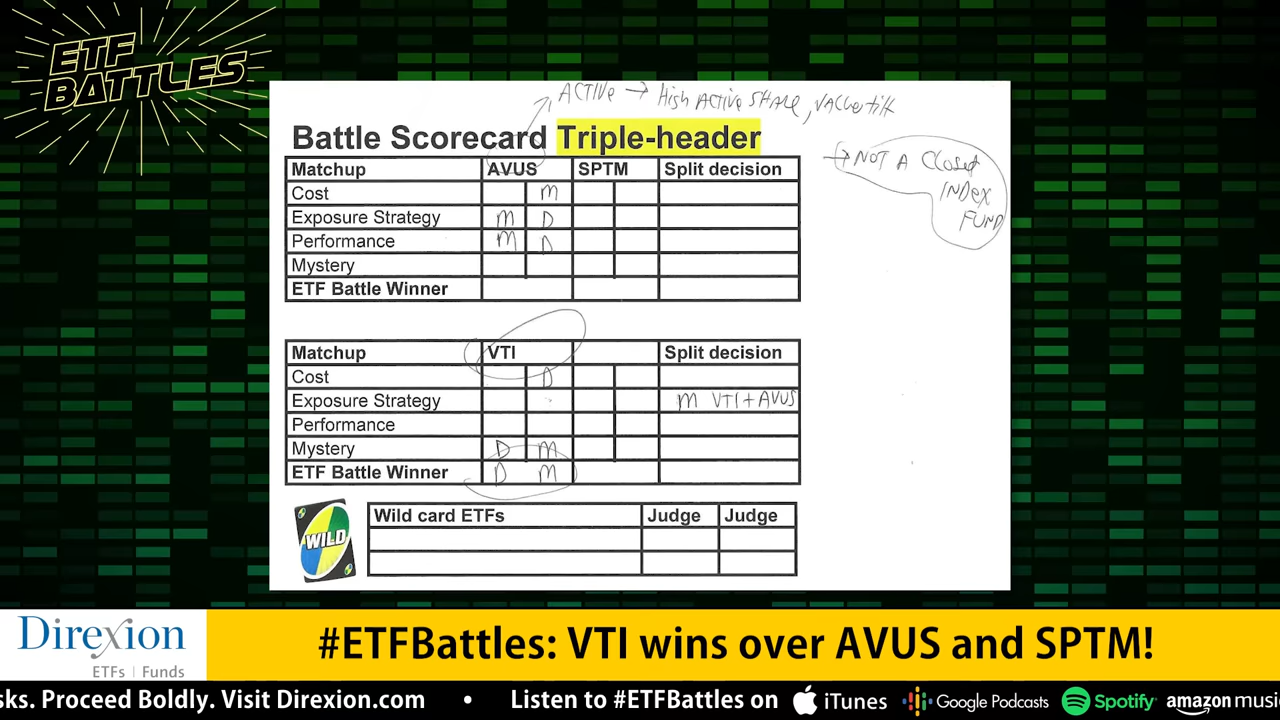 ETF
BATTLES
ACTIVE → High ACTIVE SHARE, VALUE tilt
Battle Scorecard Triple-header
→ NOT A Closet
INDEX
FUND
Matchup AVUS SPTM Split decision
Cost M
Exposure Strategy M D
Performance M D
Mystery
ETF Battle Winner
Matchup VTI Split decision
Cost D
Exposure Strategy M VTI+AVUS
Performance
Mystery D M
ETF Battle Winner D M
WILD
Wild card ETFs Judge Judge
Direxion
ETFs | Funds
#ETFBattles: VTI wins over AVUS and SPTM!
sks. Proceed Boldly. Visit Direxion.com • Listen to #ETFBattles on iTunes Google Podcasts Spotify amazon music